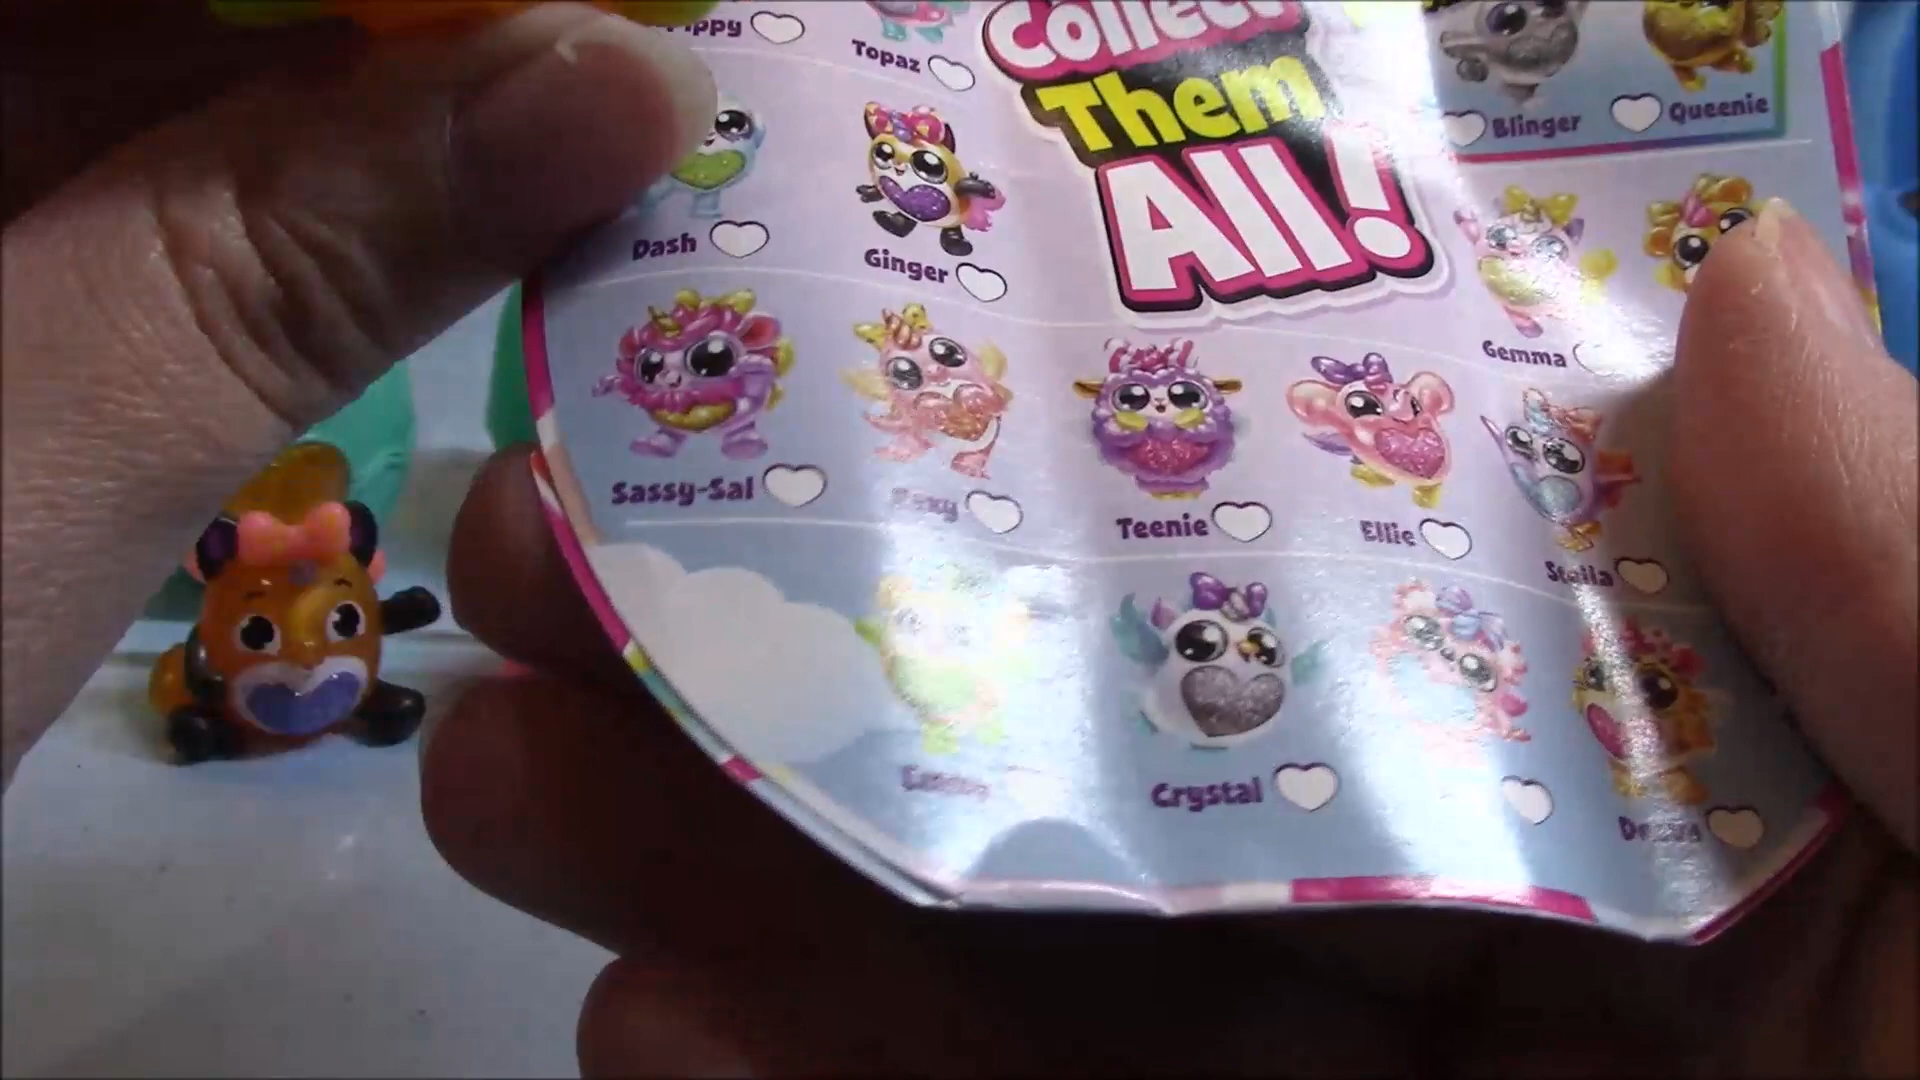 Topaz
Collect
Them
All!
Blinger
Queenie
Dash
Ginger
Gemma
Sassy-Sal
Teenie
Ellie
Crystal